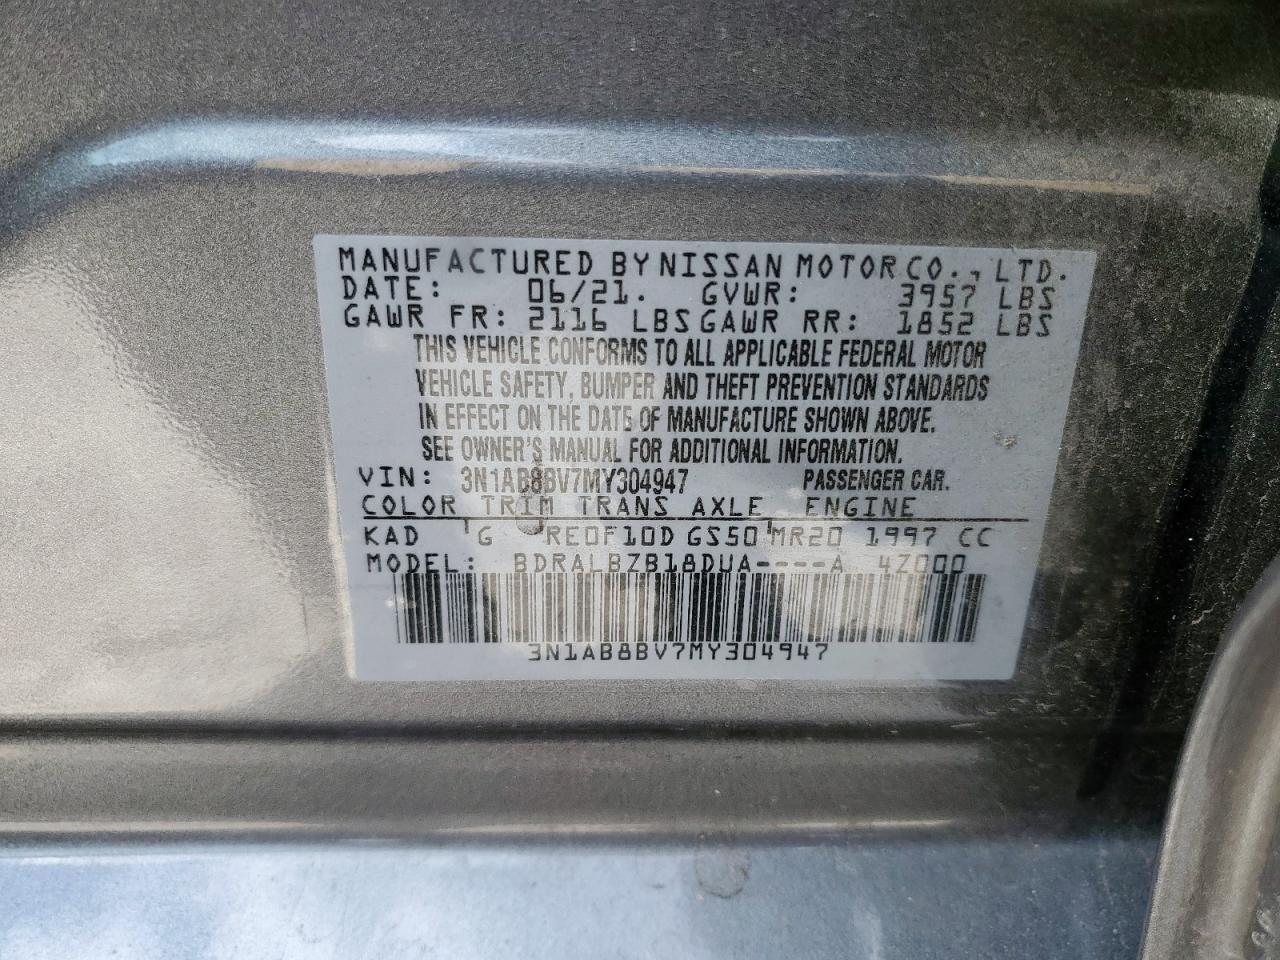 MANUFACTURED BY NISSAN MOTOR CO., LTD.
DATE: 06/21. GVWR: 3957 LBS
GAWR FR: 2116 LBS GAWR RR: 1852 LBS
THIS VEHICLE CONFORMS TO ALL APPLICABLE FEDERAL MOTOR
VEHICLE SAFETY, BUMPER AND THEFT PREVENTION STANDARDS
IN EFFECT ON THE DATE OF MANUFACTURE SHOWN ABOVE.
SEE OWNER'S MANUAL FOR ADDITIONAL INFORMATION.
VIN: 3N1AB8BV7MY304947 PASSENGER CAR.
COLOR TRIM TRANS AXLE ENGINE
KAD G RE0F10D GS50 MR20 1997 CC
MODEL: BDRALBZB18DUA----A 4Z000
3N1AB8BV7MY304947